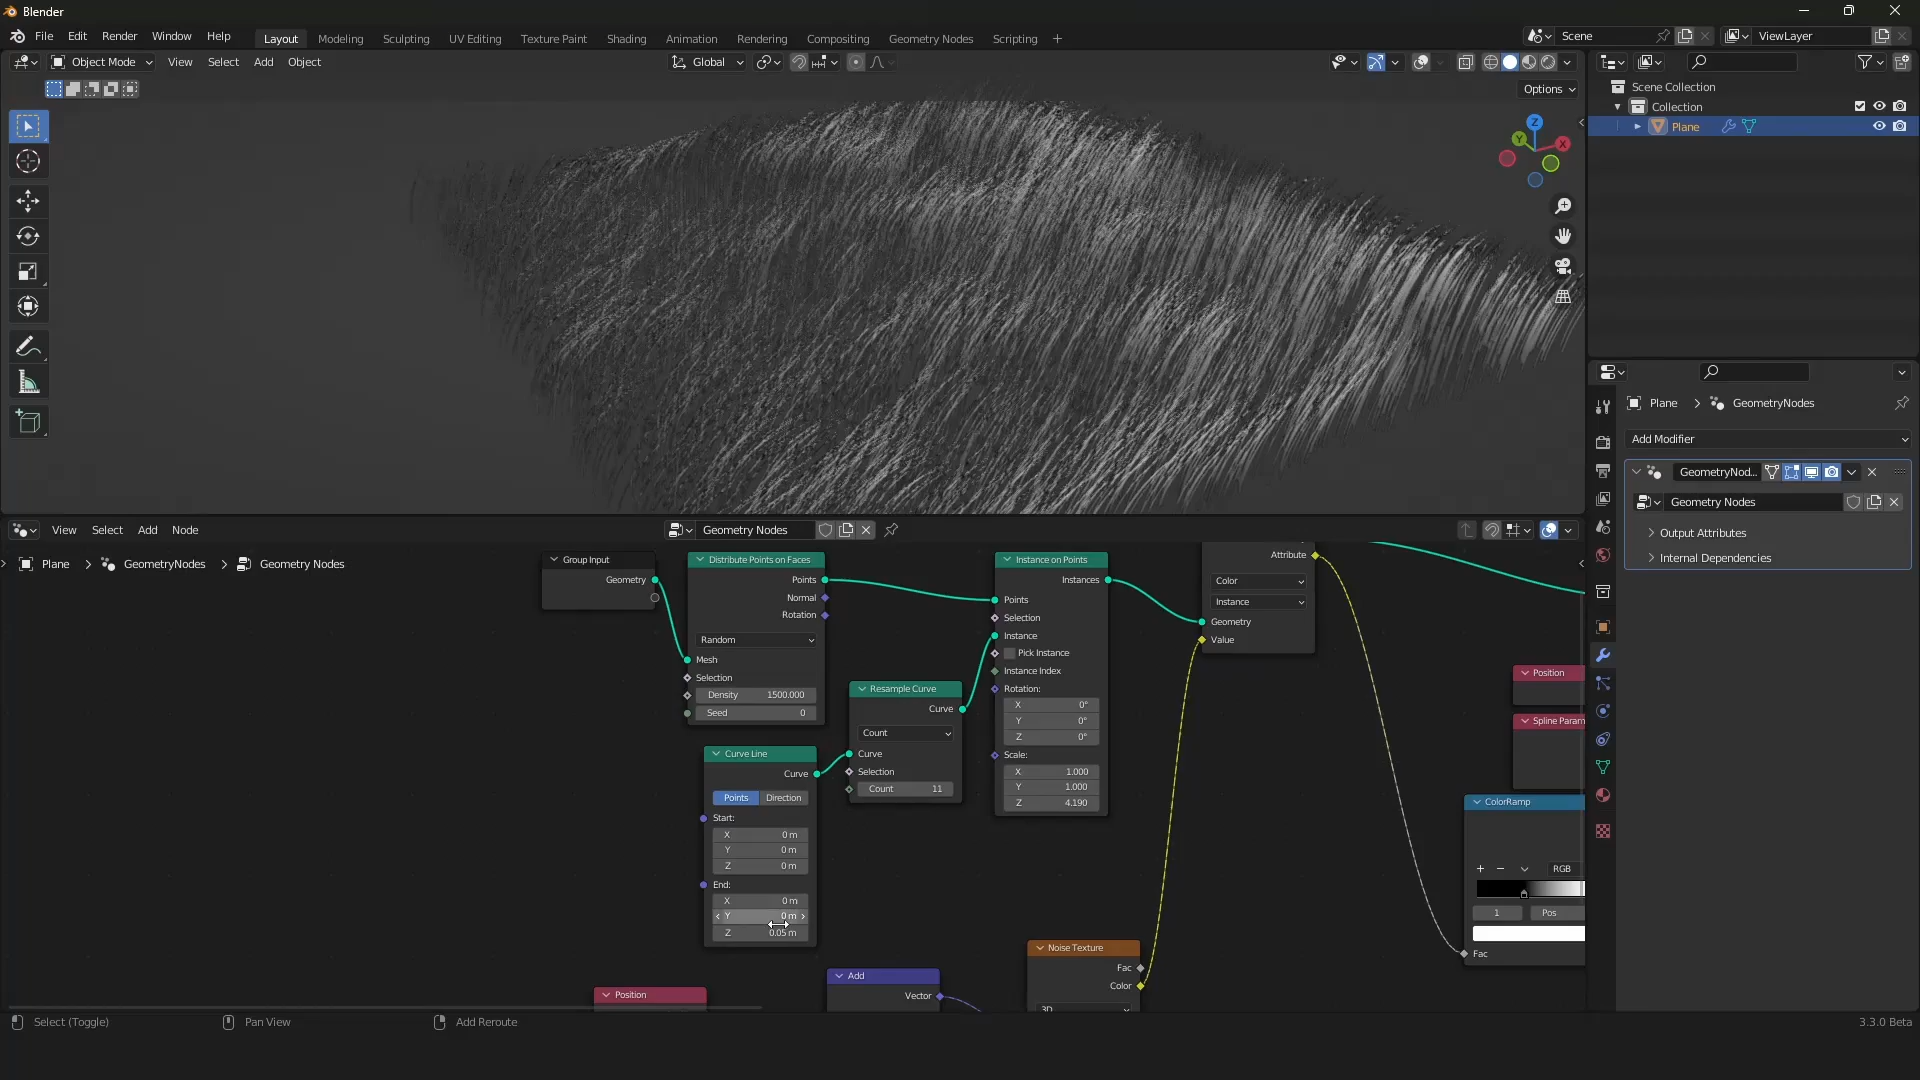 Blender
File Edit Render Window Help Layout Modeling Sculpting UV Editing Texture Paint Shading Animation Rendering Compositing Geometry Nodes Scripting + Scene ViewLayer
Object Mode View Select Add Object Global
Options
Z
Y
X
Scene Collection
Collection
Plane
Plane > GeometryNodes
Add Modifier
GeometryNod...
Geometry Nodes
Output Attributes
Internal Dependencies
View Select Add Node Geometry Nodes
Plane > GeometryNodes > Geometry Nodes
Group Input
Geometry
Distribute Points on Faces
Points
Normal
Rotation
Random
Mesh
Selection
Density 1500.000
Seed 0
Curve Line
Curve
Points Direction
Start:
X 0 m
Y 0 m
Z 0 m
End:
X 0 m
Y 0 m
Z 0.05 m
Resample Curve
Curve
Count
Curve
Selection
Count 11
Instance on Points
Instances
Points
Selection
Instance
Pick Instance
Instance Index
Rotation:
X 0°
Y 0°
Z 0°
Scale:
X 1.000
Y 1.000
Z 4.190
Attribute
Color
Instance
Geometry
Value
Position
Spline Param
ColorRamp
+ − RGB
1 Pos
Fac
Noise Texture
Fac
Color
3D
Add
Vector
Position
Select (Toggle) Pan View Add Reroute 3.3.0 Beta